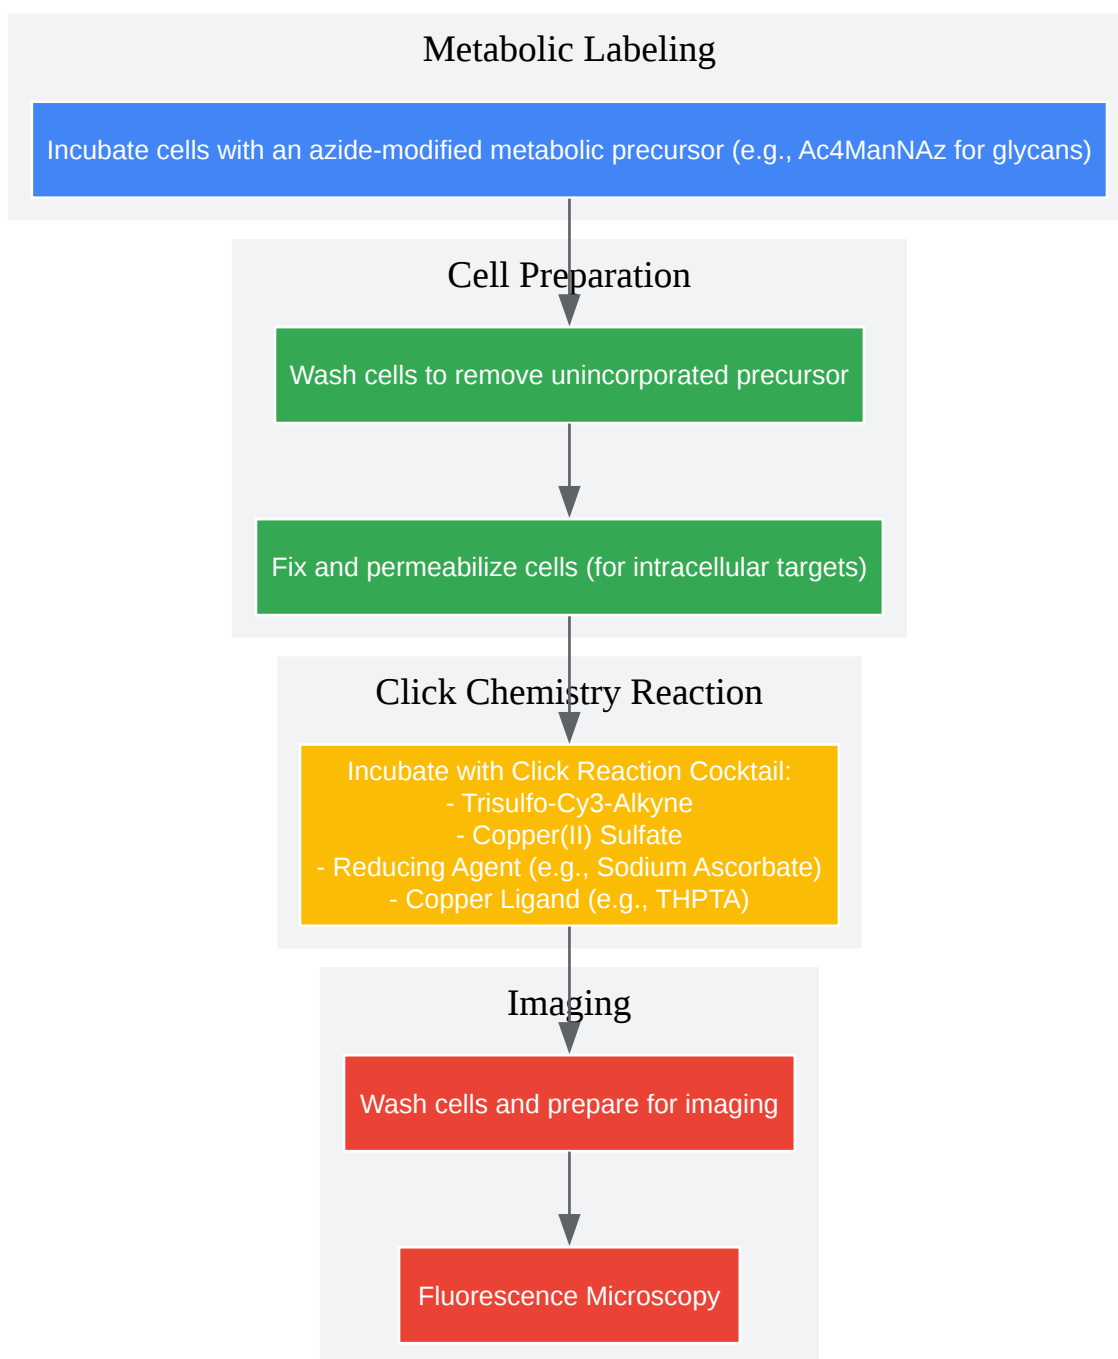 Metabolic Labeling
Incubate cells with an azide-modified metabolic precursor (e.g., Ac4ManNAz for glycans)
Cell Preparation
Wash cells to remove unincorporated precursor
Fix and permeabilize cells (for intracellular targets)
Click Chemistry Reaction
Incubate with Click Reaction Cocktail:
- Trisulfo-Cy3-Alkyne
- Copper(II) Sulfate
- Reducing Agent (e.g., Sodium Ascorbate)
- Copper Ligand (e.g., THPTA)
Imaging
Wash cells and prepare for imaging
Fluorescence Microscopy